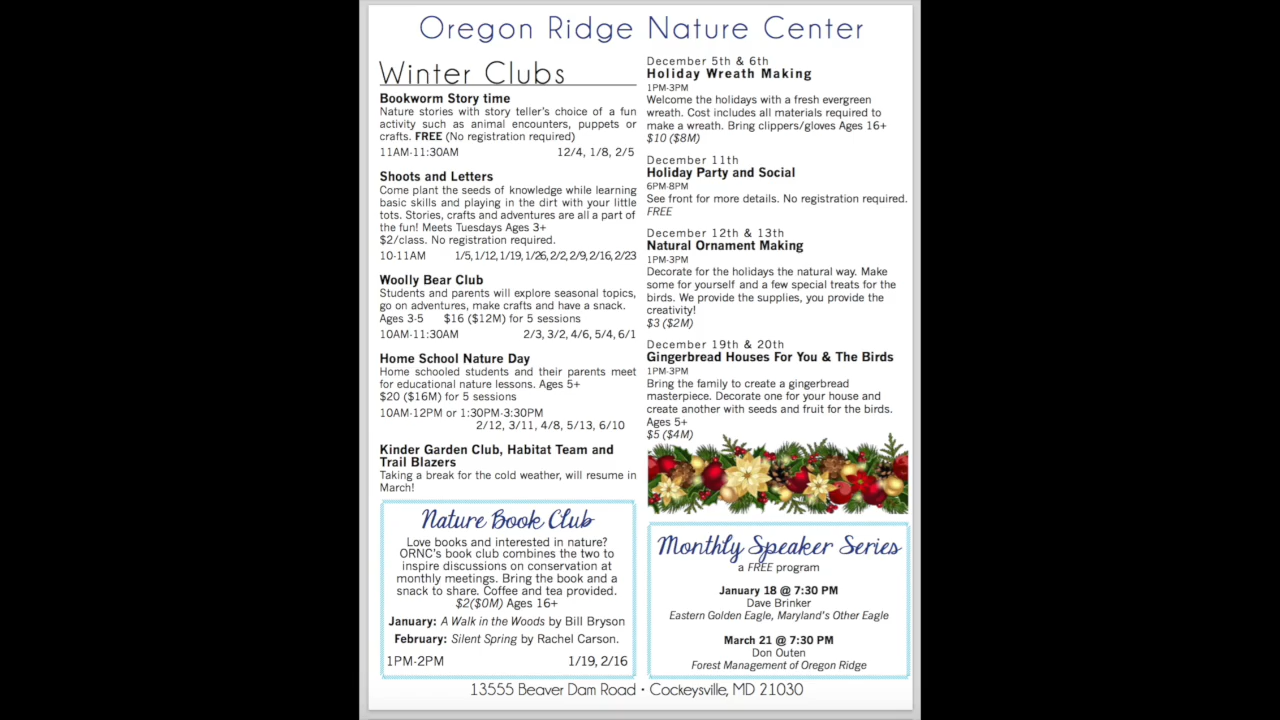 Oregon Ridge Nature Center
Winter Clubs
Bookworm Story time
Nature stories with story teller's choice of a fun
activity such as animal encounters, puppets or
crafts. FREE (No registration required)
11AM-11:30AM 12/4, 1/8, 2/5
Shoots and Letters
Come plant the seeds of knowledge while learning
basic skills and playing in the dirt with your little
tots. Stories, crafts and adventures are all a part of
the fun! Meets Tuesdays Ages 3+
$2/class. No registration required.
10-11AM 1/5, 1/12, 1/19, 1/26, 2/2, 2/9, 2/16, 2/23
Woolly Bear Club
Students and parents will explore seasonal topics,
go on adventures, make crafts and have a snack.
Ages 3-5 $16 ($12M) for 5 sessions
10AM-11:30AM 2/3, 3/2, 4/6, 5/4, 6/1
Home School Nature Day
Home schooled students and their parents meet
for educational nature lessons. Ages 5+
$20 ($16M) for 5 sessions
10AM-12PM or 1:30PM-3:30PM
2/12, 3/11, 4/8, 5/13, 6/10
Kinder Garden Club, Habitat Team and
Trail Blazers
Taking a break for the cold weather, will resume in
March!
Nature Book Club
Love books and interested in nature?
ORNC's book club combines the two to
inspire discussions on conservation at
monthly meetings. Bring the book and a
snack to share. Coffee and tea provided.
$2($0M) Ages 16+
January: A Walk in the Woods by Bill Bryson
February: Silent Spring by Rachel Carson.
1PM-2PM 1/19, 2/16
December 5th & 6th
Holiday Wreath Making
1PM-3PM
Welcome the holidays with a fresh evergreen
wreath. Cost includes all materials required to
make a wreath. Bring clippers/gloves Ages 16+
$10 ($8M)
December 11th
Holiday Party and Social
6PM-8PM
See front for more details. No registration required.
FREE
December 12th & 13th
Natural Ornament Making
1PM-3PM
Decorate for the holidays the natural way. Make
some for yourself and a few special treats for the
birds. We provide the supplies, you provide the
creativity!
$3 ($2M)
December 19th & 20th
Gingerbread Houses For You & The Birds
1PM-3PM
Bring the family to create a gingerbread
masterpiece. Decorate one for your house and
create another with seeds and fruit for the birds.
Ages 5+
$5 ($4M)
Monthly Speaker Series
a FREE program
January 18 @ 7:30 PM
Dave Brinker
Eastern Golden Eagle, Maryland's Other Eagle
March 21 @ 7:30 PM
Don Outen
Forest Management of Oregon Ridge
13555 Beaver Dam Road • Cockeysville, MD 21030